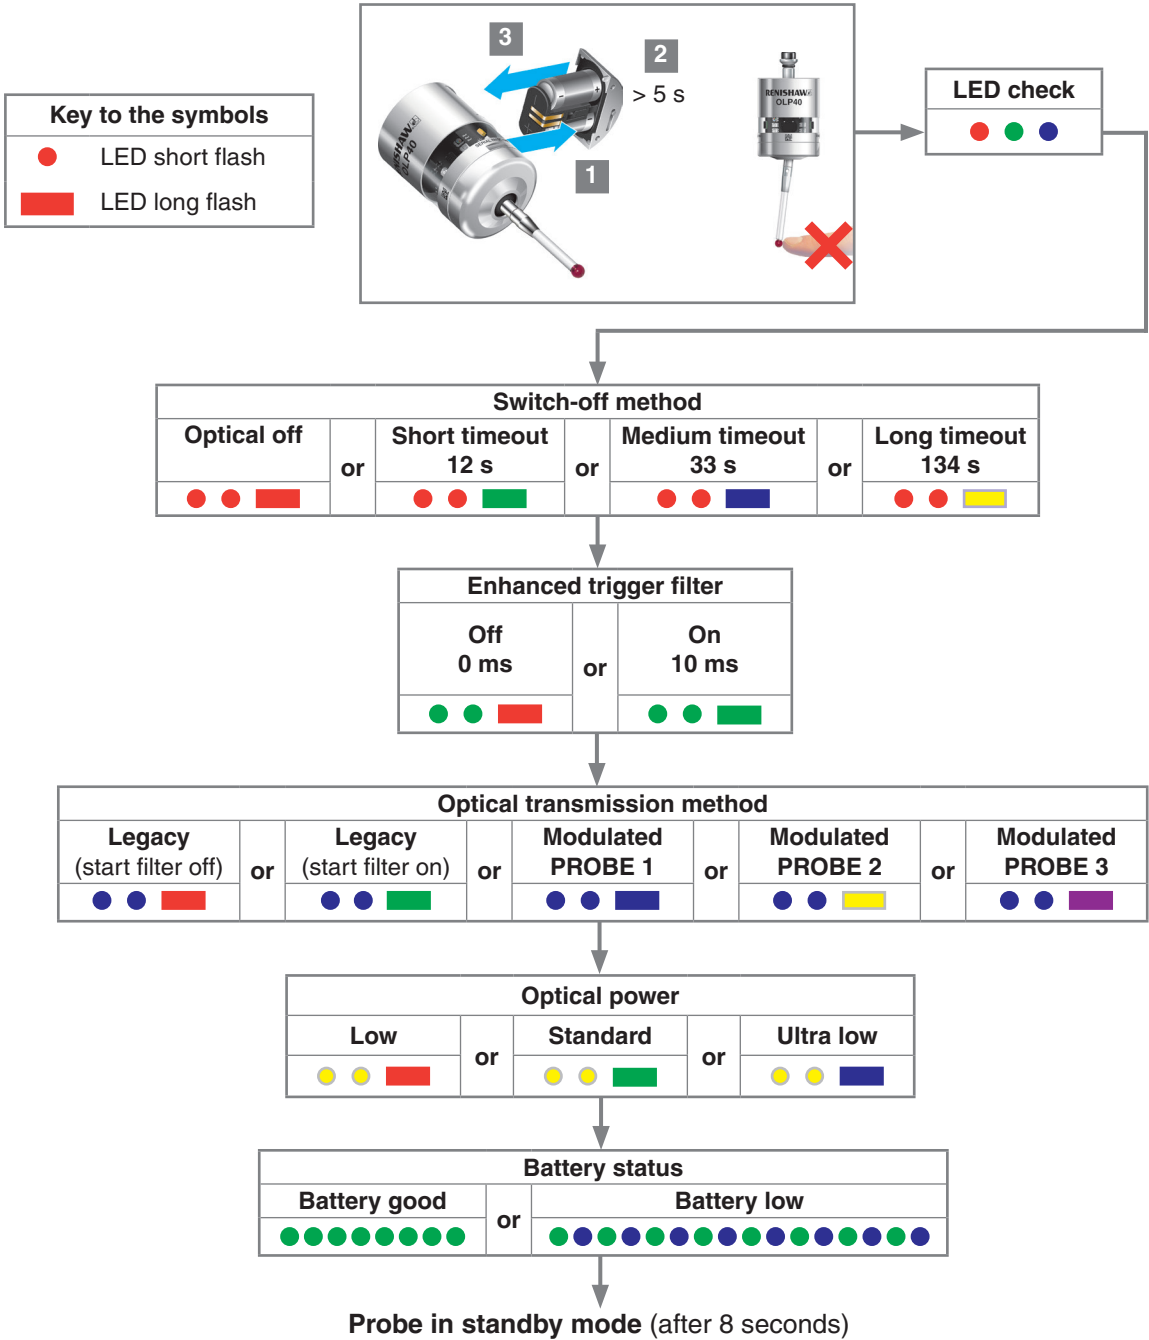 3
2
> 5 s
1
RENISHAW
OLP40
RENISHAW
OLP40
LED check
Key to the symbols
LED short flash
LED long flash
Switch-off method
Optical off
or
Short timeout
12 s
or
Medium timeout
33 s
or
Long timeout
134 s
Enhanced trigger filter
Off
0 ms
or
On
10 ms
Optical transmission method
Legacy
(start filter off)
or
Legacy
(start filter on)
or
Modulated
PROBE 1
or
Modulated
PROBE 2
or
Modulated
PROBE 3
Optical power
Low
or
Standard
or
Ultra low
Battery status
Battery good
or
Battery low
Probe in standby mode (after 8 seconds)